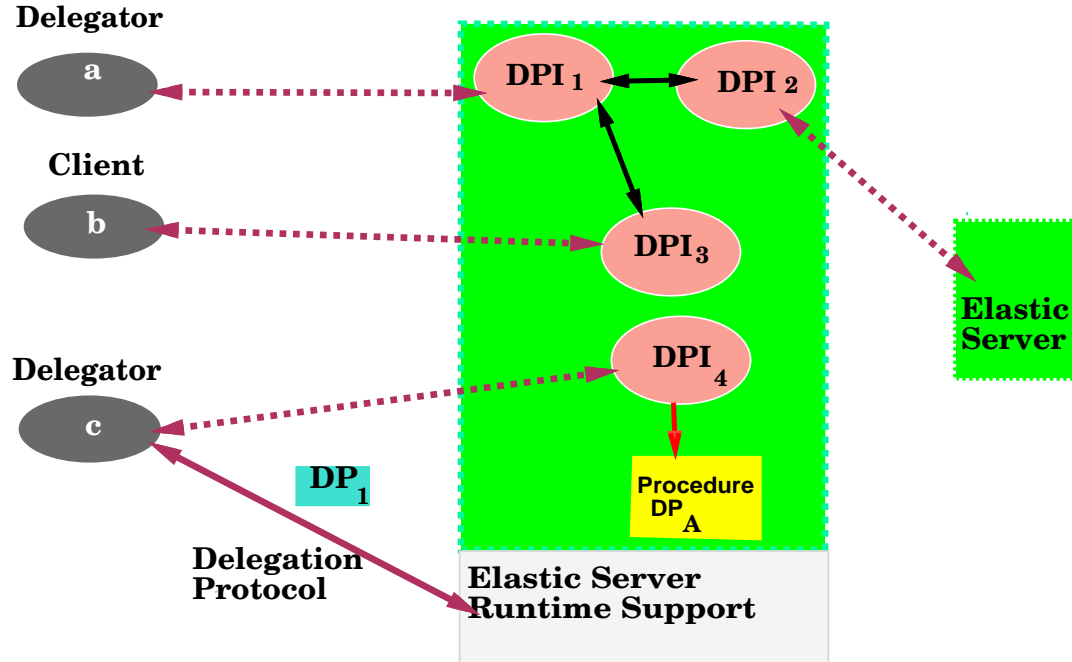 Delegator
a
DPI 1
DPI 2
Client
b
DPI 3
Elastic
Server
Delegator
c
DPI 4
DP 1
Procedure
DP A
Delegation
Protocol
Elastic Server
Runtime Support